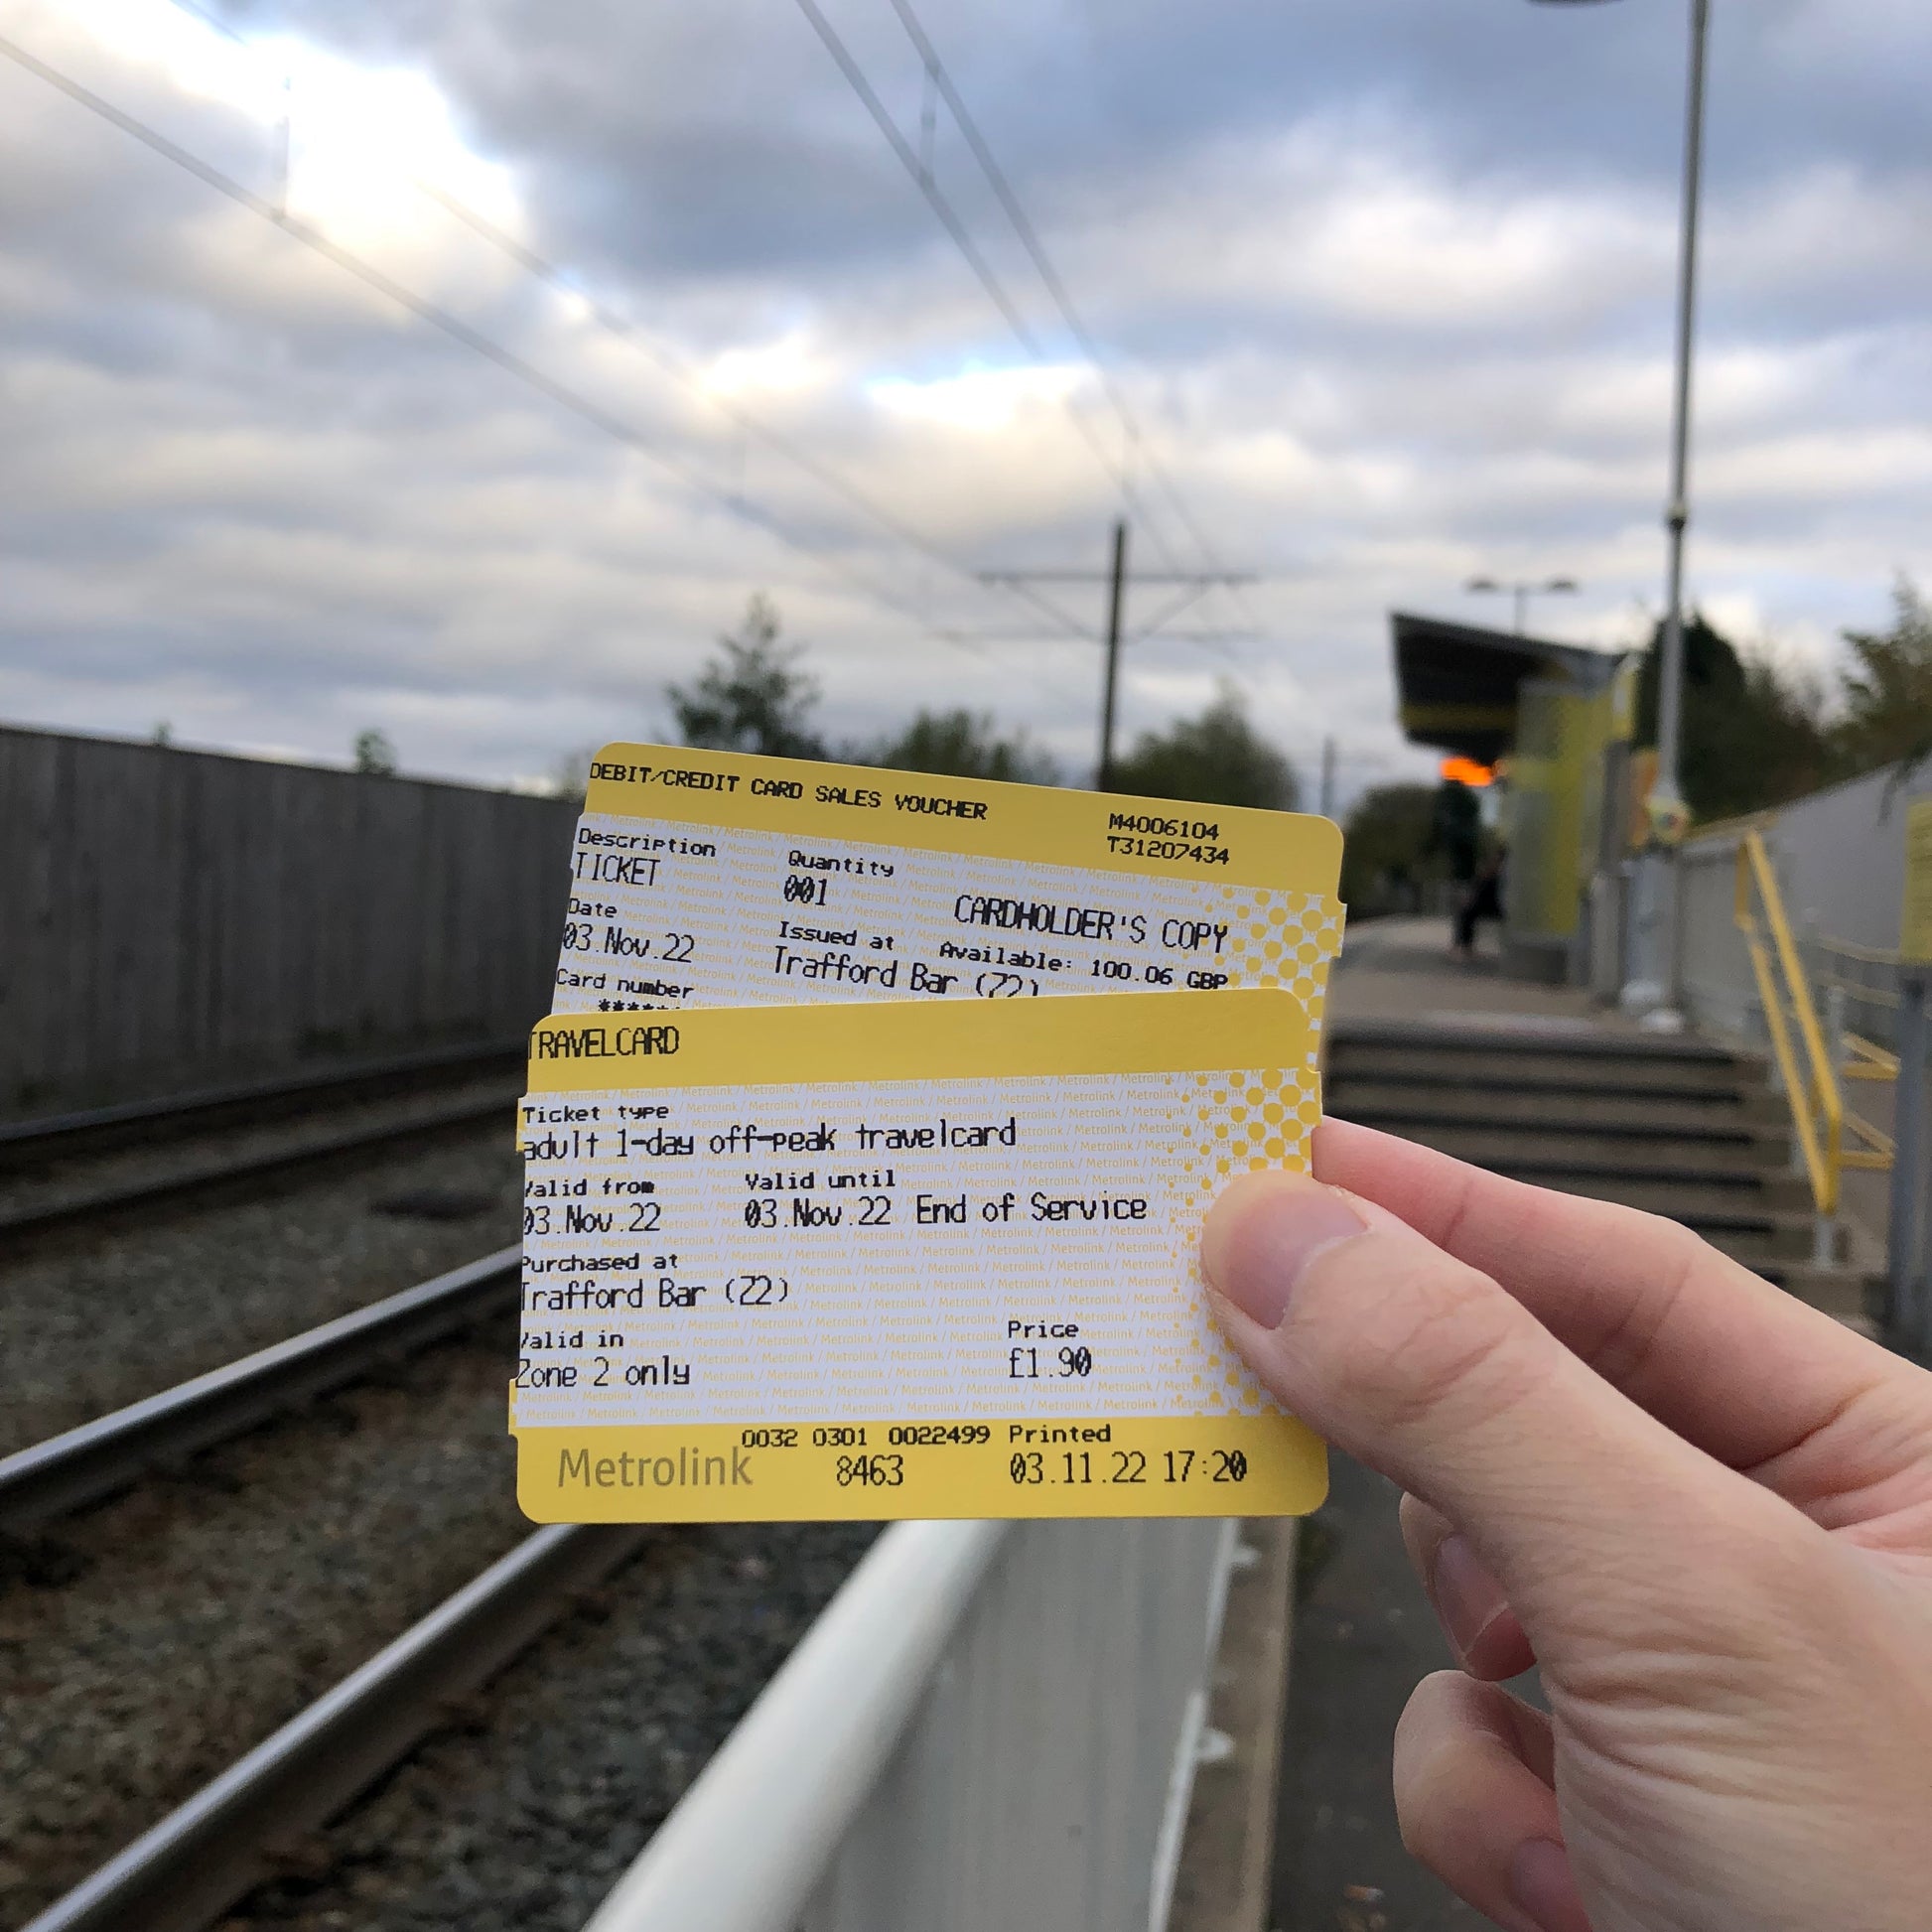 DEBIT/CREDIT CARD SALES VOUCHER
M4006104
T31207434
Description
Quantity
TICKET
001
CARDHOLDER'S COPY
Date
Issued at
Available: 100.06 GBP
03.Nov.22
Trafford Bar (Z2)
Card number
*****
TRAVELCARD
Ticket type
adult 1-day off-peak travelcard
Valid from
Valid until
03.Nov.22
03.Nov.22 End of Service
Purchased at
Trafford Bar (Z2)
Valid in
Price
Zone 2 only
£1.90
0032 0301 0022499 Printed
Metrolink
8463
03.11.22 17:20